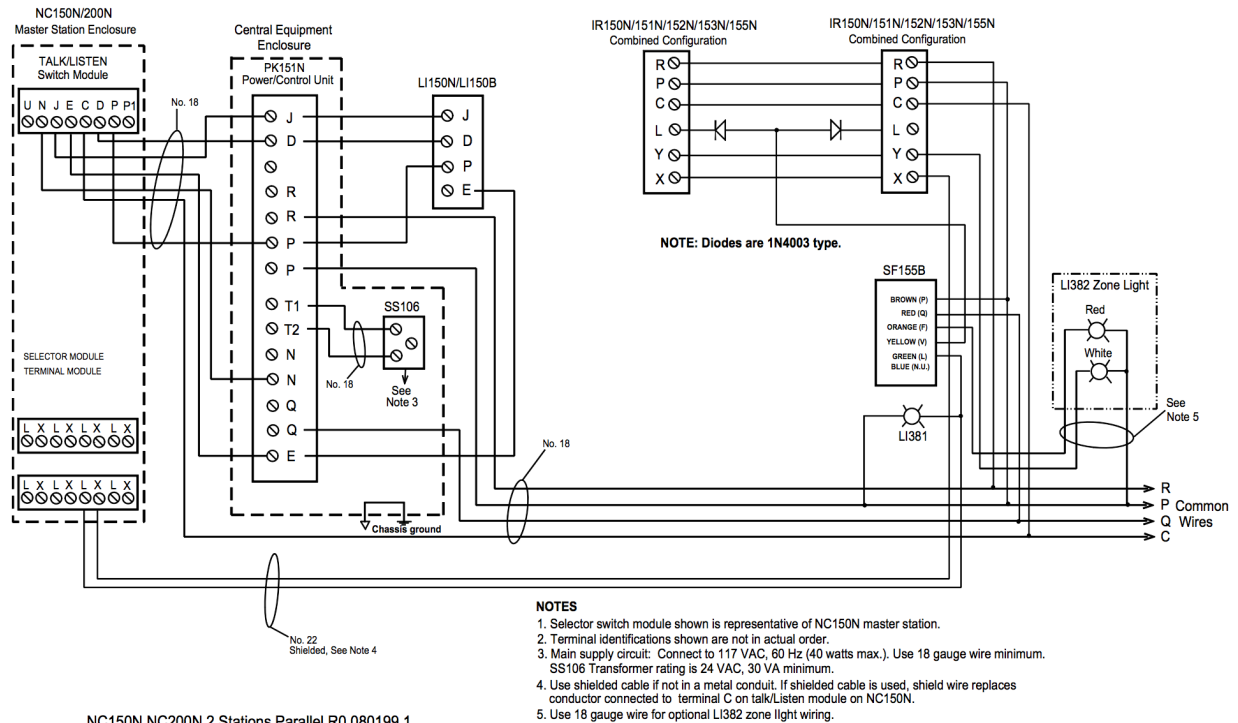 NC150N/200N
Master Station Enclosure
TALK/LISTEN
Switch Module
U N J E C D P P1
No. 18
SELECTOR MODULE
TERMINAL MODULE
L X L X L X L X
L X L X L X L X
Central Equipment
Enclosure
PK151N
Power/Control Unit
J
D
R
R
P
P
T1
T2
N
N
Q
Q
E
LI150N/LI150B
J
D
P
E
SS106
No. 18
See
Note 3
Chassis ground
No. 18
No. 22
Shielded, See Note 4
IR150N/151N/152N/153N/155N
Combined Configuration
R
P
C
L
Y
X
IR150N/151N/152N/153N/155N
Combined Configuration
R
P
C
L
Y
X
NOTE: Diodes are 1N4003 type.
SF155B
BROWN (P)
RED (Q)
ORANGE (F)
YELLOW (V)
GREEN (L)
BLUE (N.U.)
LI381
LI382 Zone Light
Red
White
See
Note 5
R
P Common
Q Wires
C
NOTES
1. Selector switch module shown is representative of NC150N master station.
2. Terminal identifications shown are not in actual order.
3. Main supply circuit: Connect to 117 VAC, 60 Hz (40 watts max.). Use 18 gauge wire minimum.
SS106 Transformer rating is 24 VAC, 30 VA minimum.
4. Use shielded cable if not in a metal conduit. If shielded cable is used, shield wire replaces
conductor connected to terminal C on talk/Listen module on NC150N.
5. Use 18 gauge wire for optional LI382 zone light wiring.
NC150N NC200N 2 Stations Parallel R0 080199 1